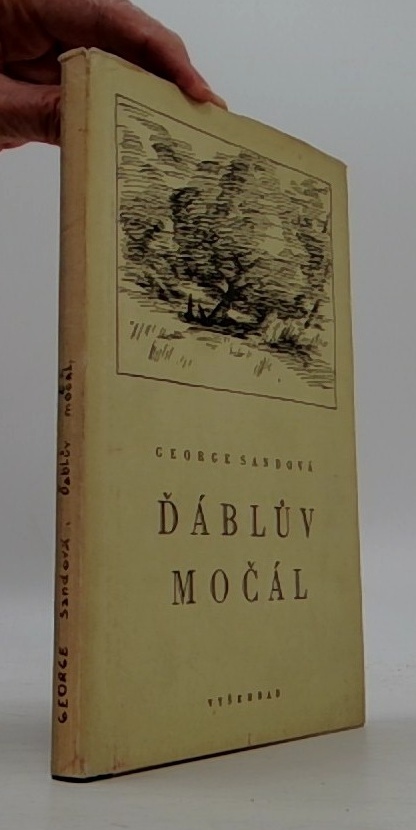 GEORGE SANDOVÁ
ĎÁBLŮV
MOČÁL
VYŠEHRAD
GEORGE Sandová. Ďáblův močál